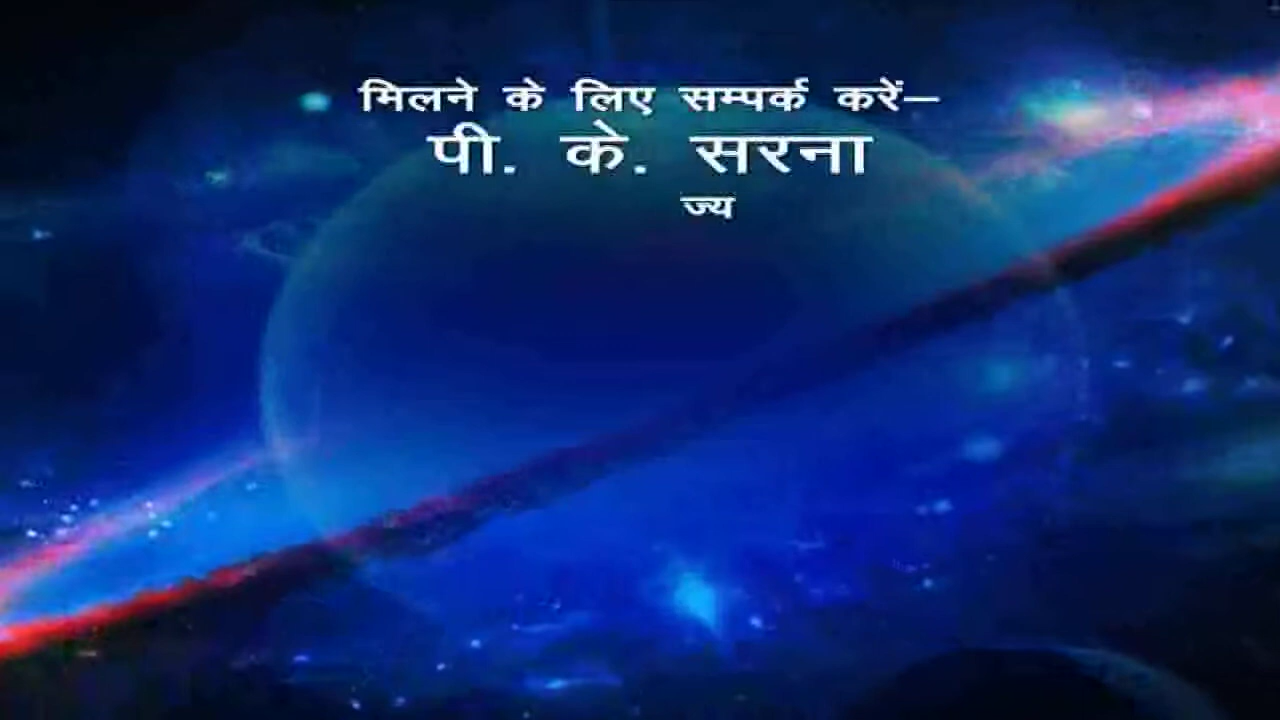 मिलने के लिए सम्पर्क करें–
पी. के. सरना
ज्य